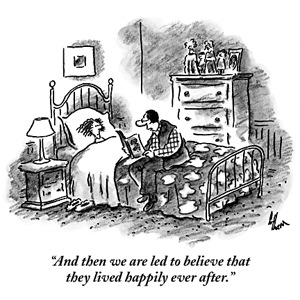 “And then we are led to believe that
they lived happily ever after.”